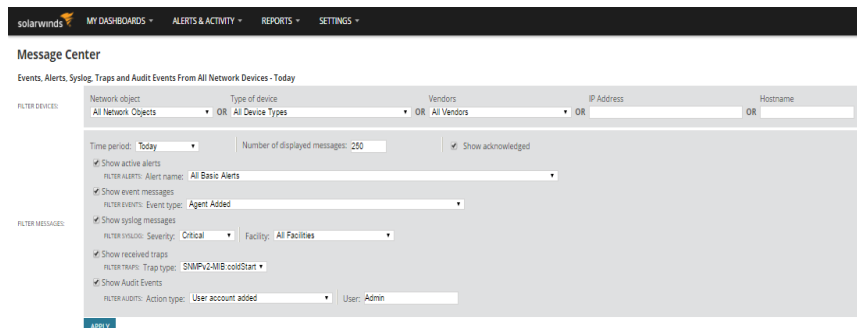 solarwinds MY DASHBOARDS ALERTS & ACTIVITY REPORTS SETTINGS
Message Center
Events, Alerts, Syslog, Traps and Audit Events From All Network Devices - Today
FILTER DEVICES:
Network object Type of device Vendors IP Address Hostname
All Network Objects OR All Device Types OR All Vendors OR OR
Time period: Today Number of displayed messages: 250 Show acknowledged
Show active alerts
FILTER ALERTS: Alert name: All Basic Alerts
Show event messages
FILTER EVENTS: Event type: Agent Added
FILTER MESSAGES:
Show syslog messages
FILTER SYSLOG: Severity: Critical Facility: All Facilities
Show received traps
FILTER TRAPS: Trap type: SNMPv2-MIB:coldStart
Show Audit Events
FILTER AUDITS: Action type: User account added User: Admin
APPLY